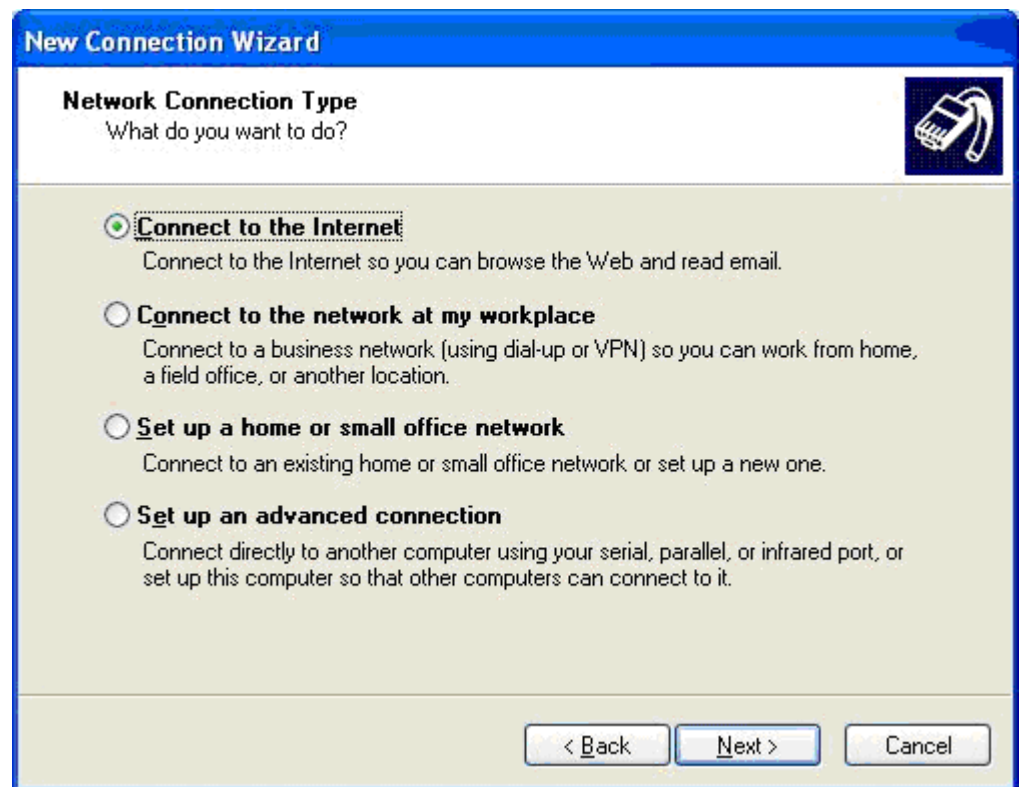 New Connection Wizard
Network Connection Type
What do you want to do?
Connect to the Internet
Connect to the Internet so you can browse the Web and read email.
Connect to the network at my workplace
Connect to a business network (using dial-up or VPN) so you can work from home,
a field office, or another location.
Set up a home or small office network
Connect to an existing home or small office network or set up a new one.
Set up an advanced connection
Connect directly to another computer using your serial, parallel, or infrared port, or
set up this computer so that other computers can connect to it.
< Back Next > Cancel